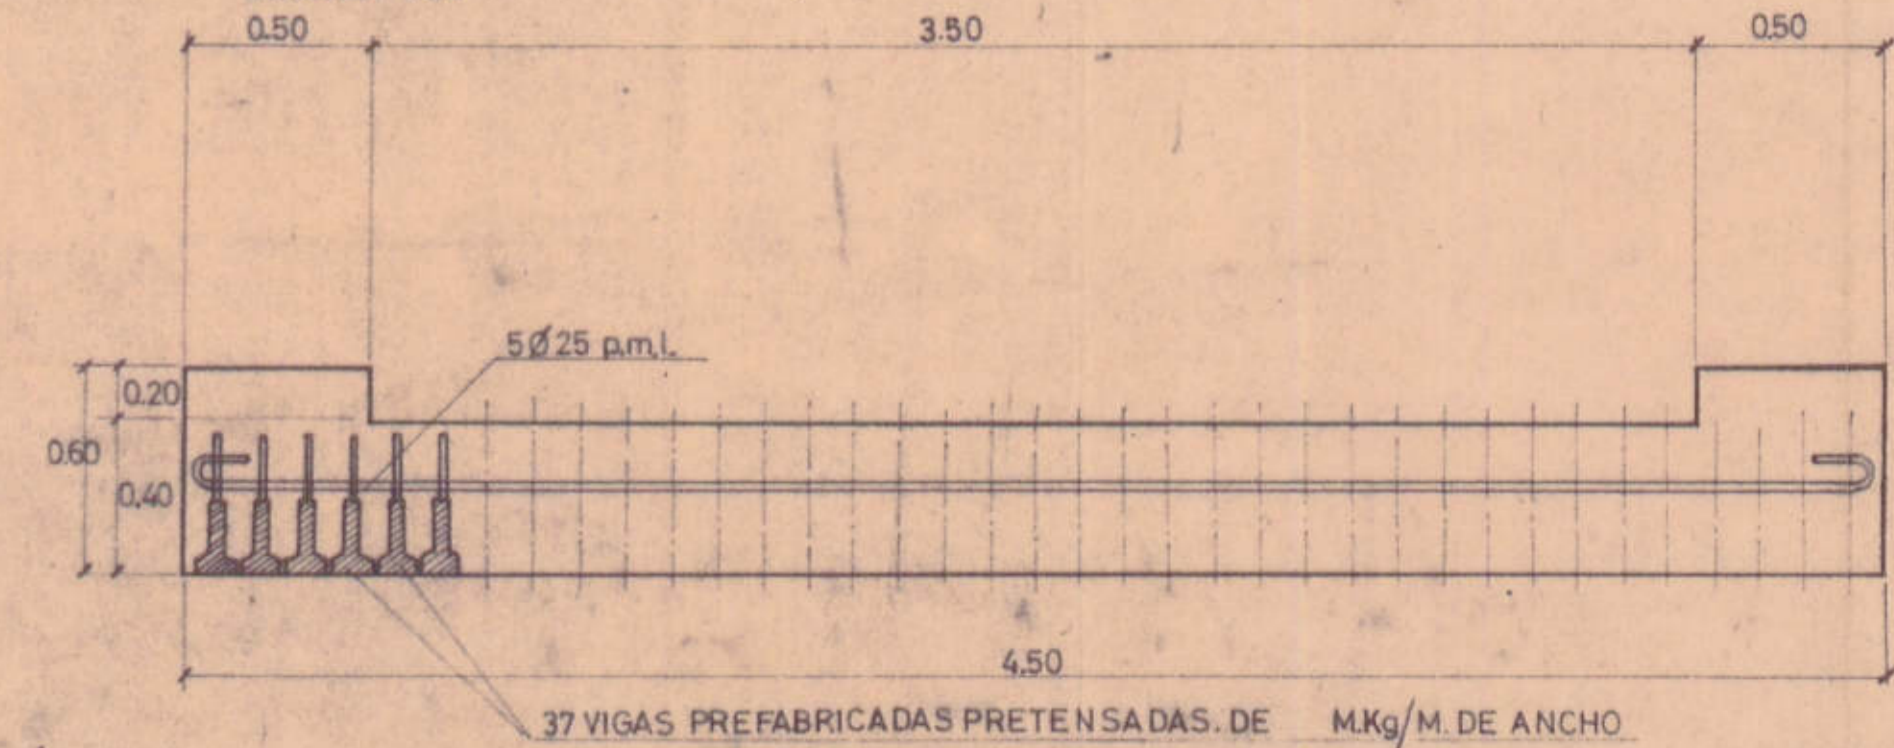 0.50 3.50 0.50
5Ø25 p.m.l.
0.20
0.60
0.40
4.50
37 VIGAS PREFABRICADAS PRETENSADAS. DE M.Kg/M. DE ANCHO